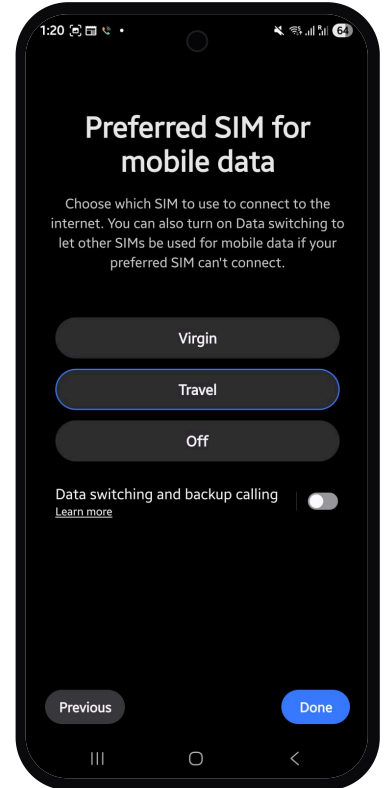 1:20
R
64
Preferred SIM for
mobile data
Choose which SIM to use to connect to the
internet. You can also turn on Data switching to
let other SIMs be used for mobile data if your
preferred SIM can't connect.
Virgin
Travel
Off
Data switching and backup calling
Learn more
Previous
Done